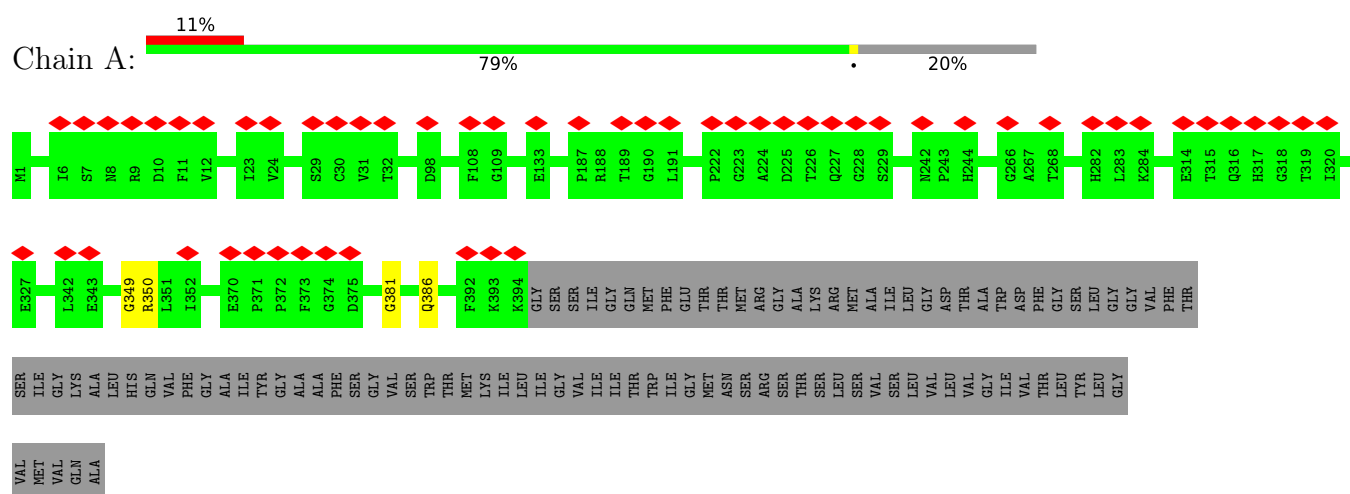 11%
Chain A:
79% • 20%
M1 I6 S7 N8 R9 D10 F11 V12 I23 V24 S29 C30 V31 T32 D98 F108 G109 E133 P187 R188 T189 G190 L191 P222 G223 A224 D225 T226 Q227 G228 S229 N242 P243 H244 G266 A267 T268 H282 L283 K284 E314 T315 Q316 H317 G318 T319 I320
E327 L342 E343 G349 R350 L351 I352 E370 P371 P372 F373 G374 D375 G381 Q386 F392 K393 K394 GLY SER SER ILE GLY GLN MET PHE GLU THR THR MET ARG GLY ALA LYS ARG MET ALA ILE LEU GLY ASP THR ALA TRP ASP PHE GLY SER LEU GLY GLY VAL PHE THR
SER ILE GLY LYS ALA LEU HIS GLN VAL PHE GLY ALA ILE TYR GLY ALA ALA PHE SER GLY VAL SER TRP THR MET LYS ILE LEU ILE GLY VAL ILE ILE THR TRP ILE GLY MET ASN SER ARG SER THR SER LEU SER VAL SER LEU VAL LEU VAL GLY ILE VAL THR LEU TYR LEU GLY
VAL MET VAL GLN ALA